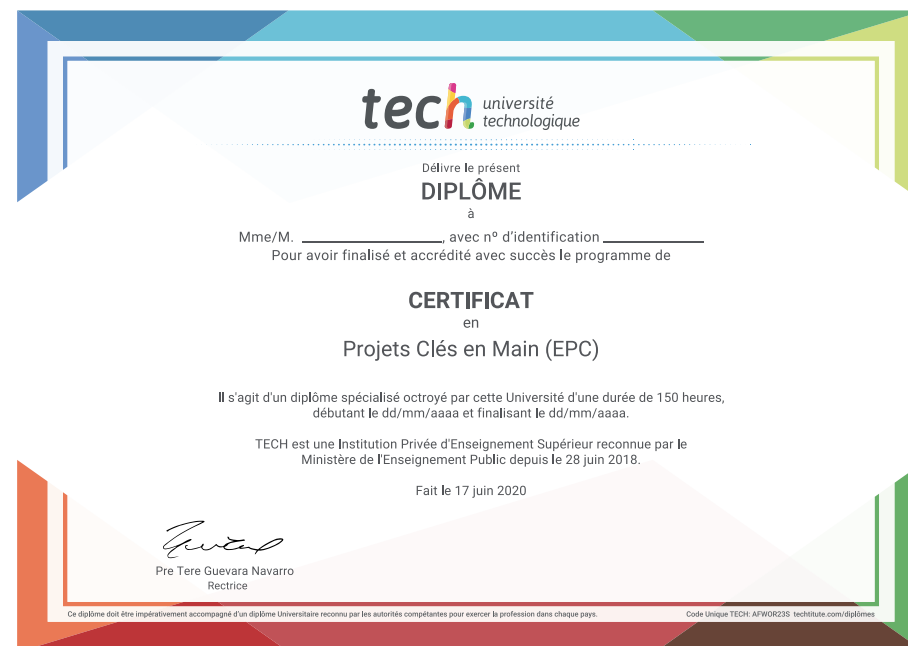 tech université
technologique
Délivre le présent
DIPLÔME
à
Mme/M. ____________________, avec nº d'identification ______________
Pour avoir finalisé et accrédité avec succès le programme de
CERTIFICAT
en
Projets Clés en Main (EPC)
Il s'agit d'un diplôme spécialisé octroyé par cette Université d'une durée de 150 heures,
débutant le dd/mm/aaaa et finalisant le dd/mm/aaaa.
TECH est une Institution Privée d'Enseignement Supérieur reconnue par le
Ministère de l'Enseignement Public depuis le 28 juin 2018.
Fait le 17 juin 2020
Pre Tere Guevara Navarro
Rectrice
Ce diplôme doit être impérativement accompagné d'un diplôme Universitaire reconnu par les autorités compétentes pour exercer la profession dans chaque pays.
Code Unique TECH: AFWOR23S techtitute.com/diplômes